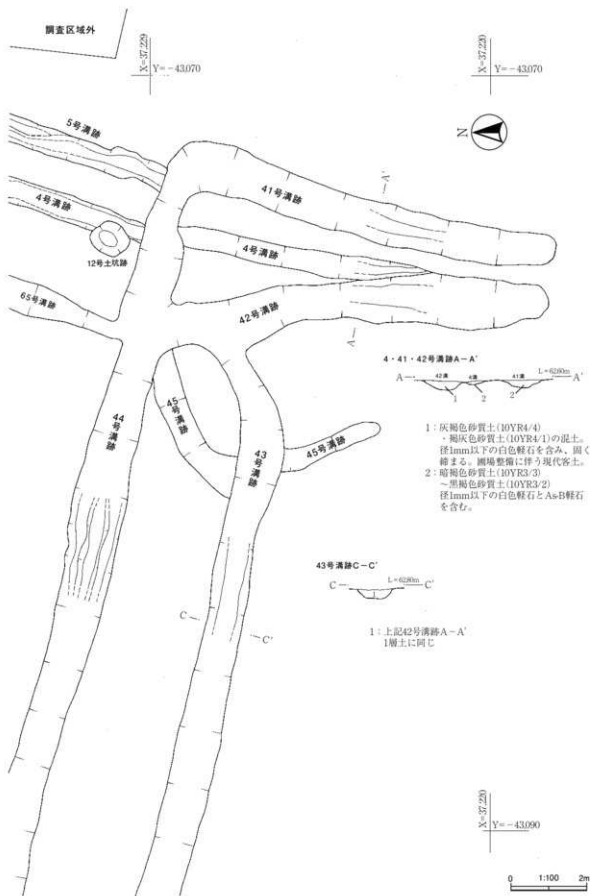 調査区域外
X=37,229
Y=-43,070
X=37,220
Y=-43,070
N
5号溝跡
4号溝跡
12号土坑跡
65号溝跡
41号溝跡
4号溝跡
42号溝跡
A
A'
44号溝跡
45号溝跡
43号溝跡
45号溝跡
4・41・42号溝跡A-A'
L=62.60m
A
42溝
4溝
41溝
A'
1
2
2
1:灰褐色砂質土(10YR4/4)
・褐灰色砂質土(10YR4/1)の混土。
径1mm以下の白色軽石を含み、固く
締まる。圃場整備に伴う現代客土。
2:暗褐色砂質土(10YR3/3)
~黒褐色砂質土(10YR3/2)
径1mm以下の白色軽石とAs-B軽石
を含む。
43号溝跡C-C'
L=62.80m
C
C'
1
C
C'
1:上記42号溝跡A-A'
1層土に同じ
X=37,220
Y=-43,090
0
1:100
2m